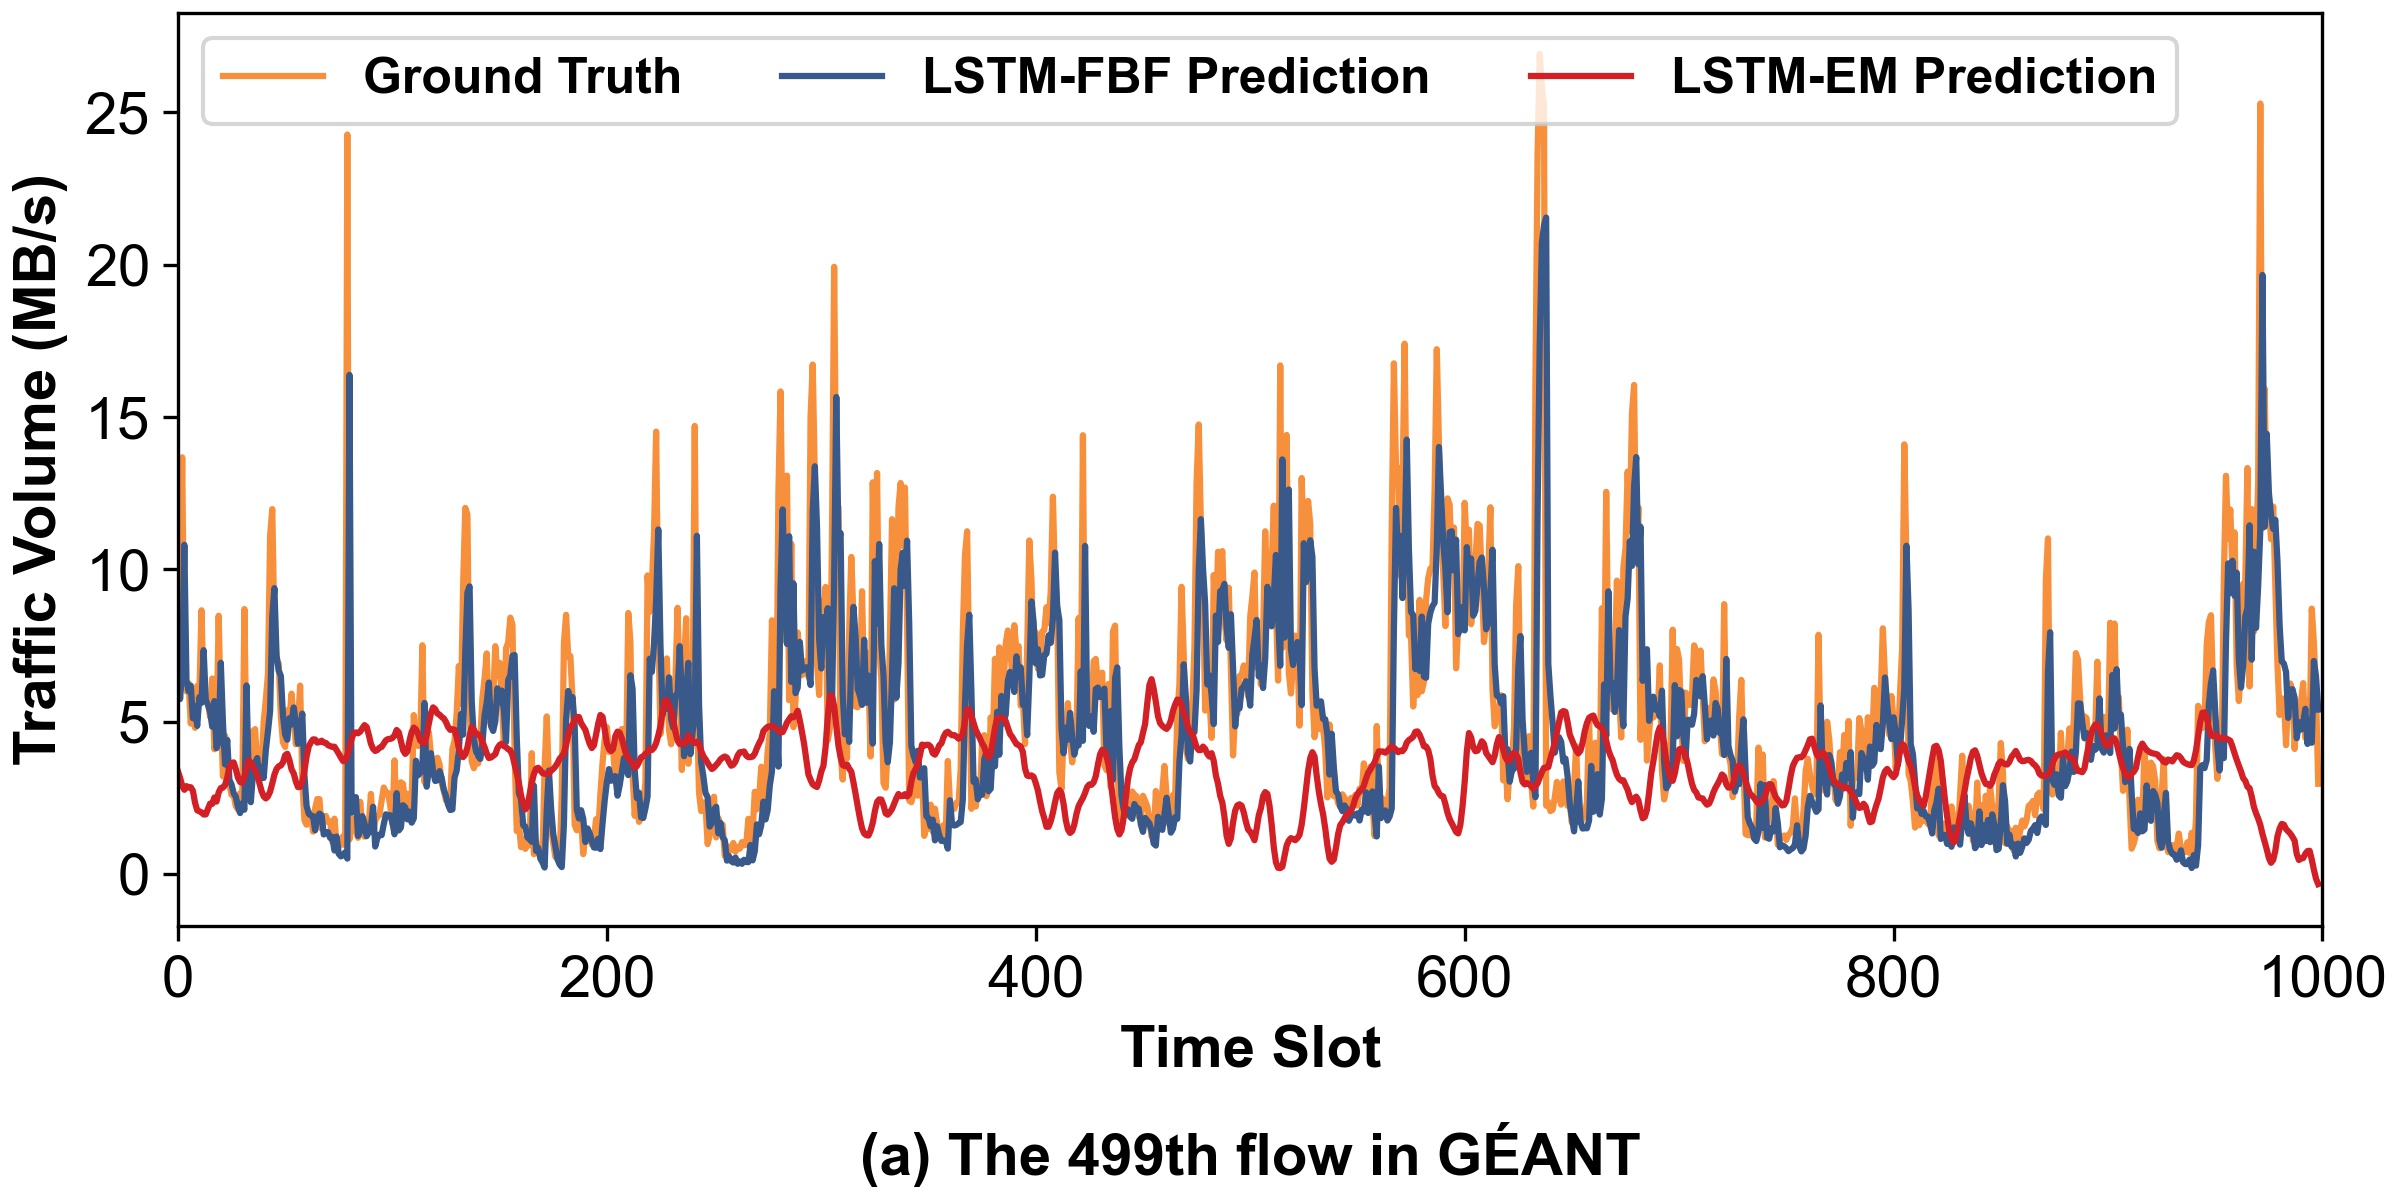 Ground Truth LSTM-FBF Prediction LSTM-EM Prediction
Traffic Volume (MB/s)
25
20
15
10
5
0
0 200 400 600 800 1000
Time Slot
(a) The 499th flow in GÉANT